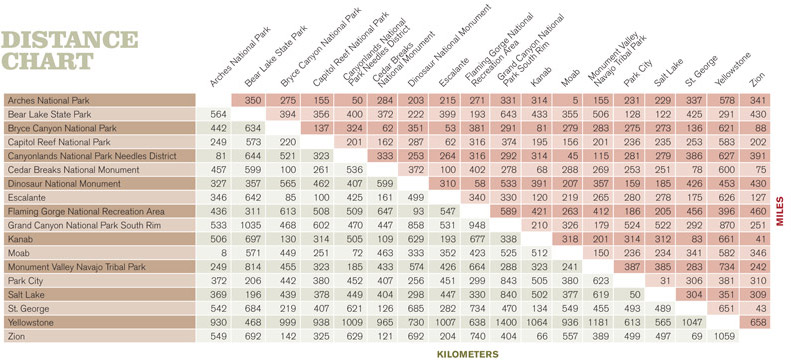 DISTANCE
CHART
Arches National Park
Bear Lake State Park
Bryce Canyon National Park
Capitol Reef National Park
Canyonlands National
Park Needles District
Cedar Breaks
National Monument
Dinosaur National Monument
Escalante
Flaming Gorge National
Recreation Area
Grand Canyon National
Park South Rim
Kanab
Moab
Monument Valley
Navajo Tribal Park
Park City
Salt Lake
St. George
Yellowstone
Zion
Arches National Park 350 275 155 50 284 203 215 271 331 314 5 155 231 229 337 578 341
Bear Lake State Park 564 394 356 400 372 222 399 193 643 433 355 506 128 122 425 291 430
Bryce Canyon National Park 442 634 137 324 62 351 53 381 291 81 279 283 275 273 136 621 88
Capitol Reef National Park 249 573 220 201 162 287 62 316 374 195 156 201 236 235 253 583 202
Canyonlands National Park Needles District 81 644 521 323 333 253 264 316 292 314 45 115 281 279 386 627 391
Cedar Breaks National Monument 457 599 100 261 536 372 100 402 278 68 288 269 253 251 78 600 75
Dinosaur National Monument 327 357 565 462 407 599 310 58 533 391 207 357 159 185 426 453 430
Escalante 346 642 85 100 425 161 499 340 330 120 219 265 280 278 175 626 127
Flaming Gorge National Recreation Area 436 311 613 508 509 647 93 547 589 421 263 412 186 205 456 396 460
Grand Canyon National Park South Rim 533 1035 468 602 470 447 858 531 948 210 326 179 524 522 292 870 251
Kanab 506 697 130 314 505 109 629 193 677 338 318 201 314 312 83 661 41
Moab 8 571 449 251 72 463 333 352 423 525 512 150 236 234 341 582 346
Monument Valley Navajo Tribal Park 249 814 455 323 185 433 574 426 664 288 323 241 387 385 283 734 242
Park City 372 206 442 380 452 407 256 451 299 843 505 380 623 31 306 381 310
Salt Lake 369 196 439 378 449 404 298 447 330 840 502 377 619 50 304 351 309
St. George 542 684 219 407 621 126 685 282 734 470 134 549 455 493 489 651 43
Yellowstone 930 468 999 938 1009 965 730 1007 638 1400 1064 936 1181 613 565 1047 658
Zion 549 692 142 325 629 121 692 204 740 404 66 557 389 499 497 69 1059
MILES
KILOMETERS